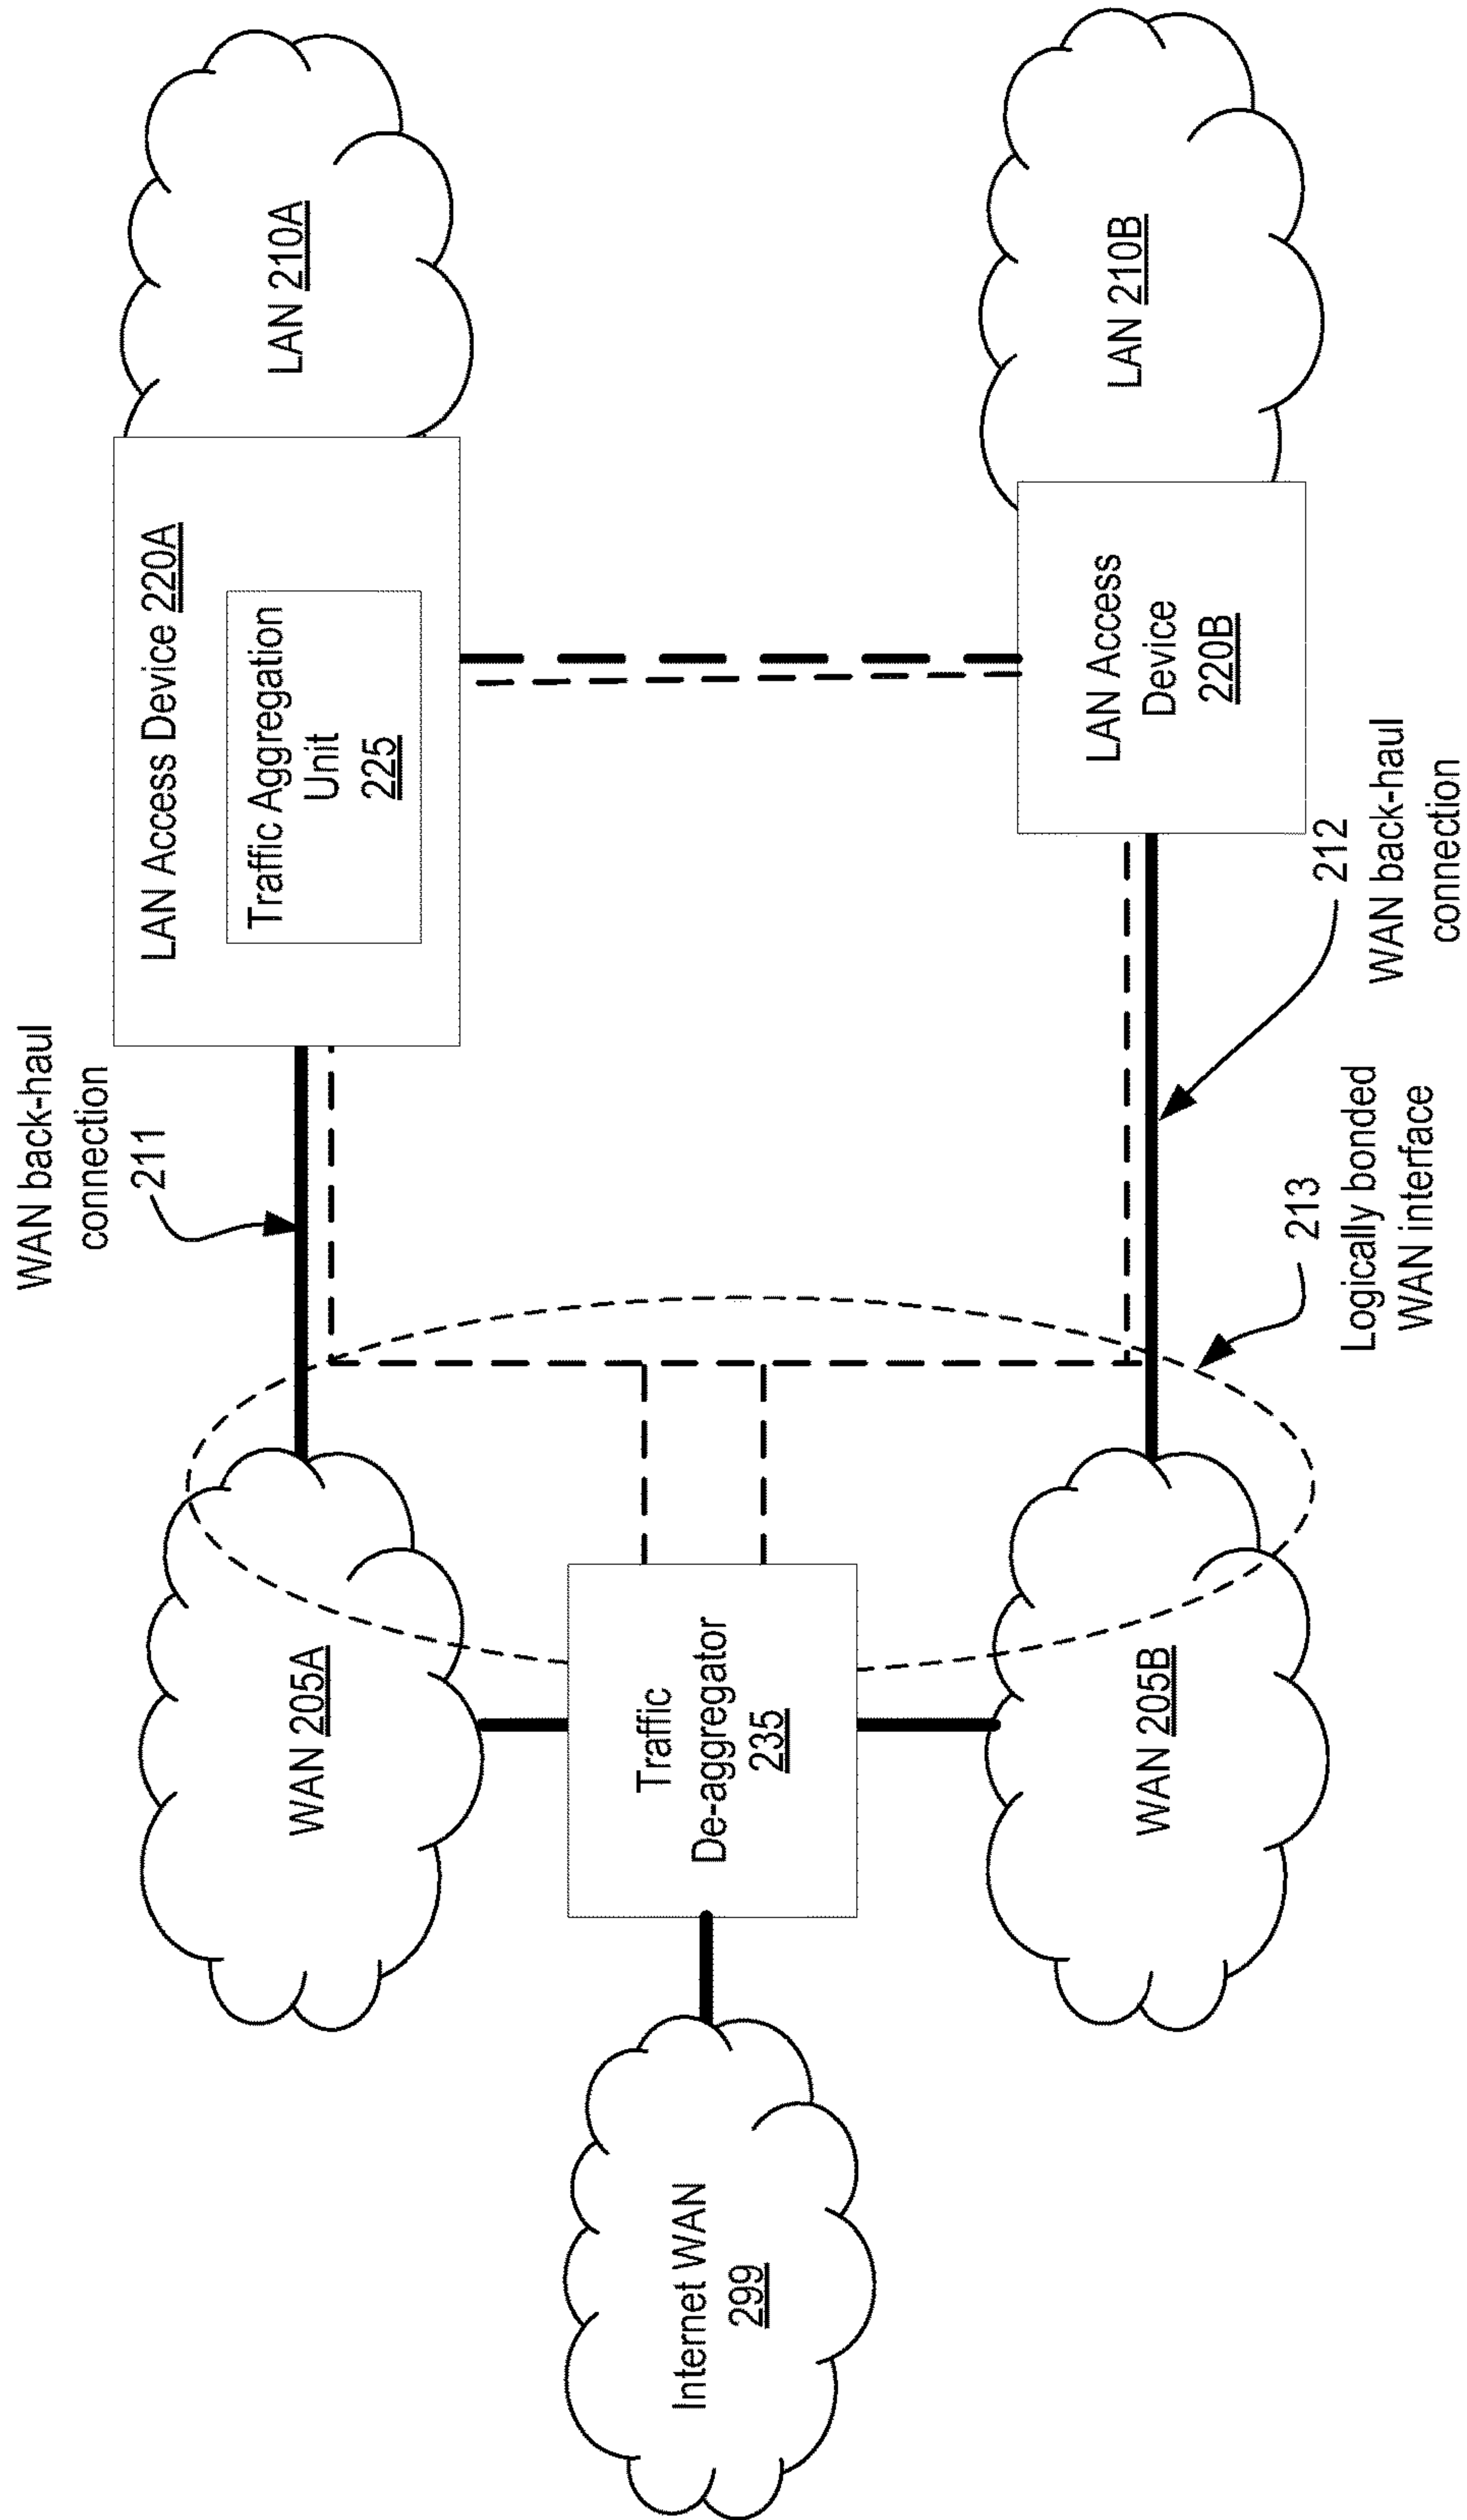 WAN back-haul
connection
211
LAN Access Device 220A
Traffic Aggregation
Unit
225
LAN 210A
WAN 205A
Internet WAN
299
Traffic
De-aggregator
235
WAN 205B
LAN Access
Device
220B
LAN 210B
213
Logically bonded
WAN interface
212
WAN back-haul
connection